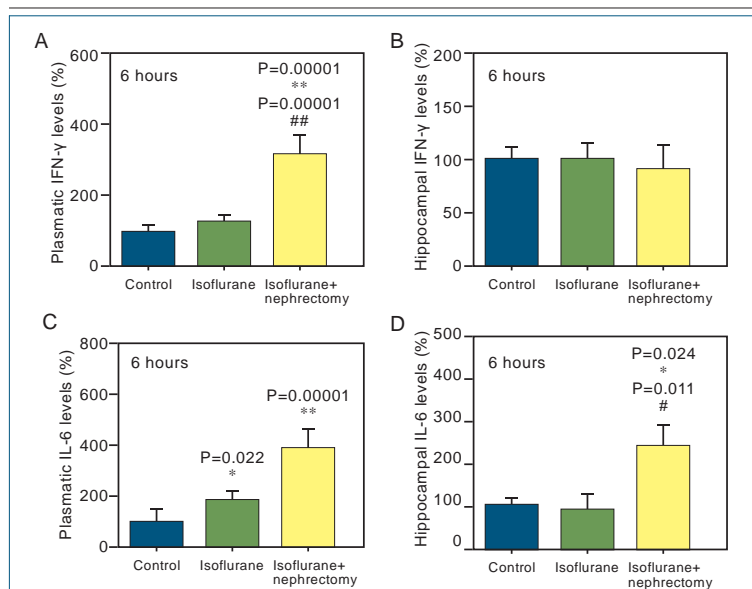 A
Plasmatic IFN-γ levels (%)
600
400
200
0
6 hours
P=0.00001
**
P=0.00001
##
Control
Isoflurane
Isoflurane+
nephrectomy
B
Hippocampal IFN-γ levels (%)
200
150
100
50
0
6 hours
Control
Isoflurane
Isoflurane+
nephrectomy
C
Plasmatic IL-6 levels (%)
800
600
400
200
0
6 hours
P=0.022
*
P=0.00001
**
Control
Isoflurane
Isoflurane+
nephrectomy
D
Hippocampal IL-6 levels (%)
500
400
300
200
100
0
6 hours
P=0.024
*
P=0.011
#
Control
Isoflurane
Isoflurane+
nephrectomy